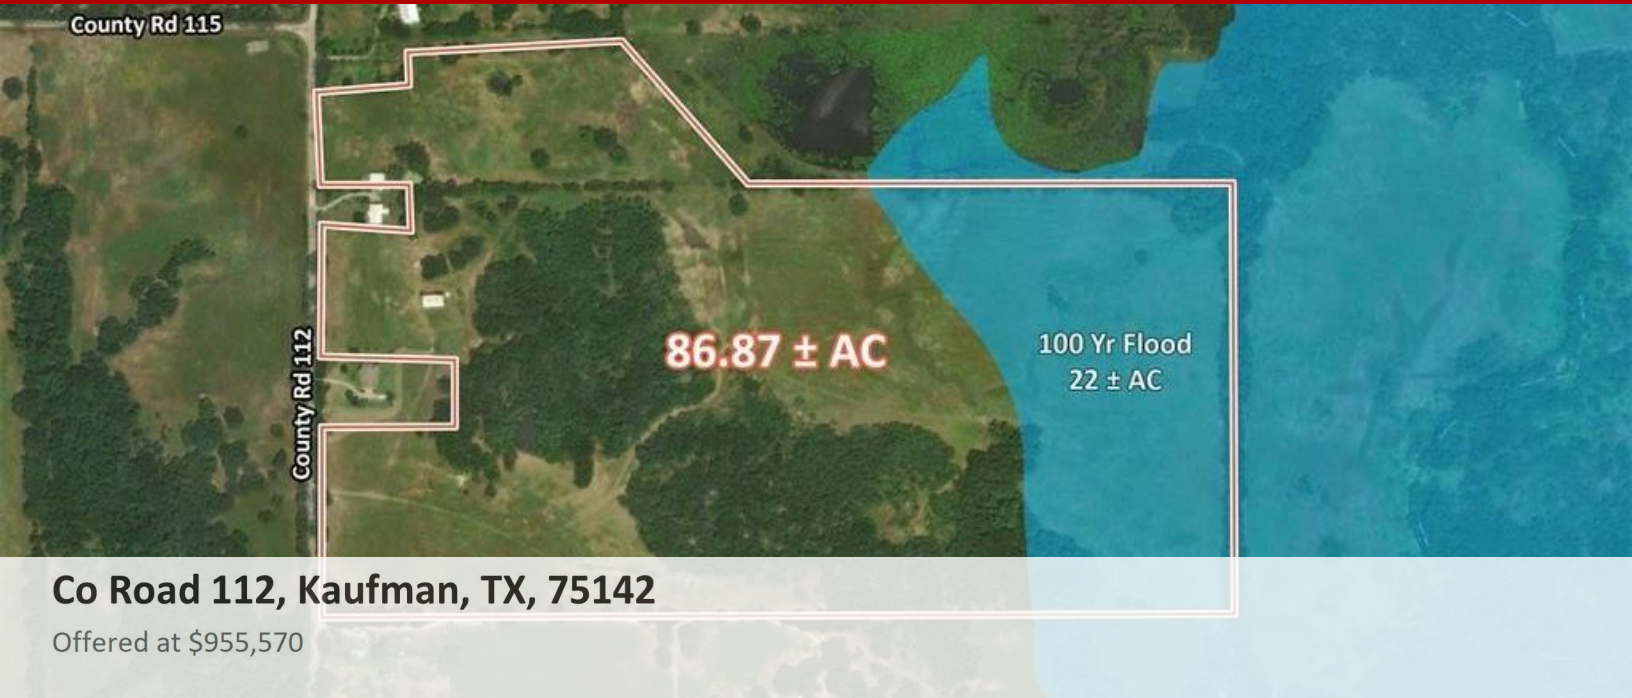 County Rd 115
86.87 ± AC
100 Yr Flood
22 ± AC
County Rd 112
Co Road 112, Kaufman, TX, 75142
Offered at $955,570